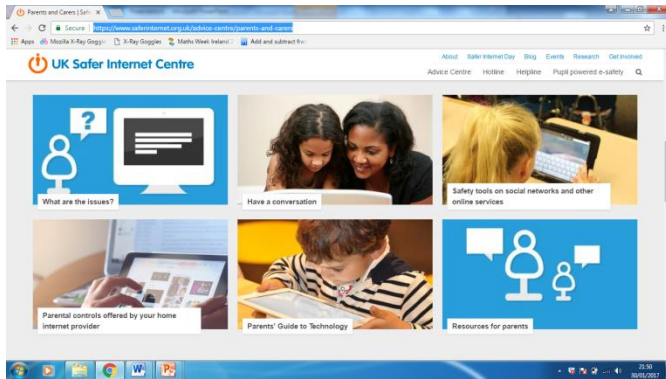 Parents and Carers | Safe
Secure
https://www.saferinternet.org.uk/advice-centre/parents-and-carers
Apps
Mozilla X-Ray Goggle
X-Ray Goggles
Maths Week Ireland 2
Add and subtract frac
UK Safer Internet Centre
About Safer Internet Day Blog Events Research Get Involved
Advice Centre Hotline Helpline Pupil powered e-safety
?
What are the issues?
Have a conversation
Safety tools on social networks and other
online services
Parental controls offered by your home
internet provider
Parents' Guide to Technology
Resources for parents
21:50
30/01/2017